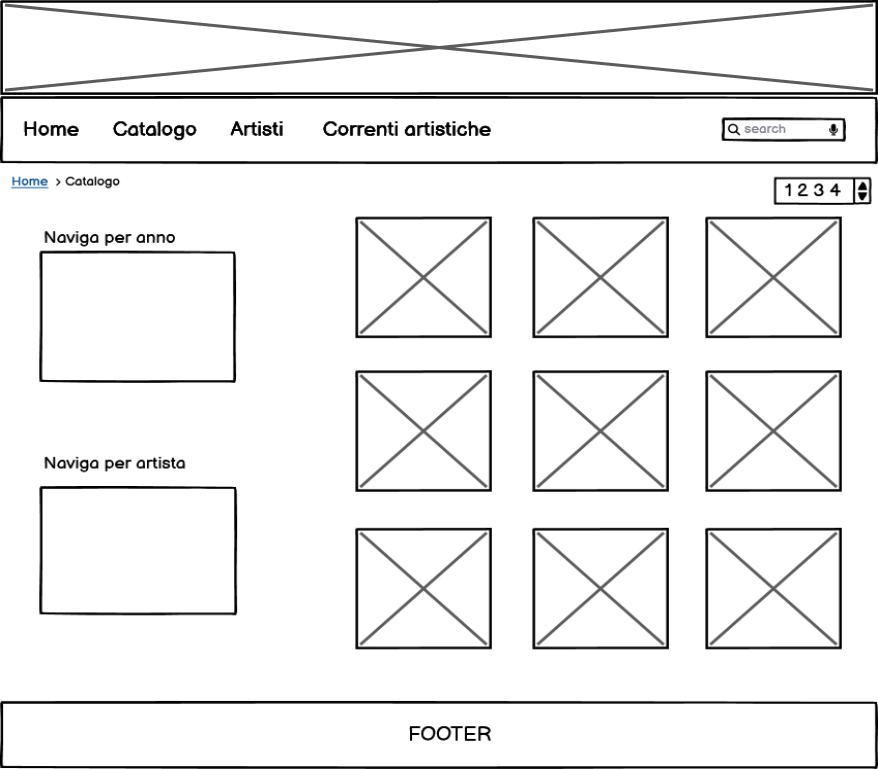 Home Catalogo Artisti Correnti artistiche search
Home > Catalogo
1 2 3 4
Naviga per anno
Naviga per artista
FOOTER